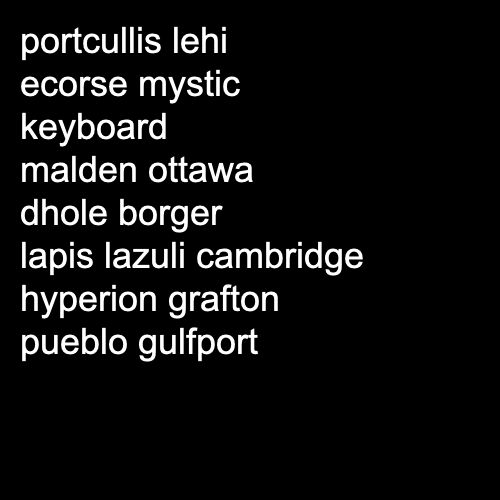 portcullis lehi
ecorse mystic
keyboard
malden ottawa
dhole borger
lapis lazuli cambridge
hyperion grafton
pueblo gulfport